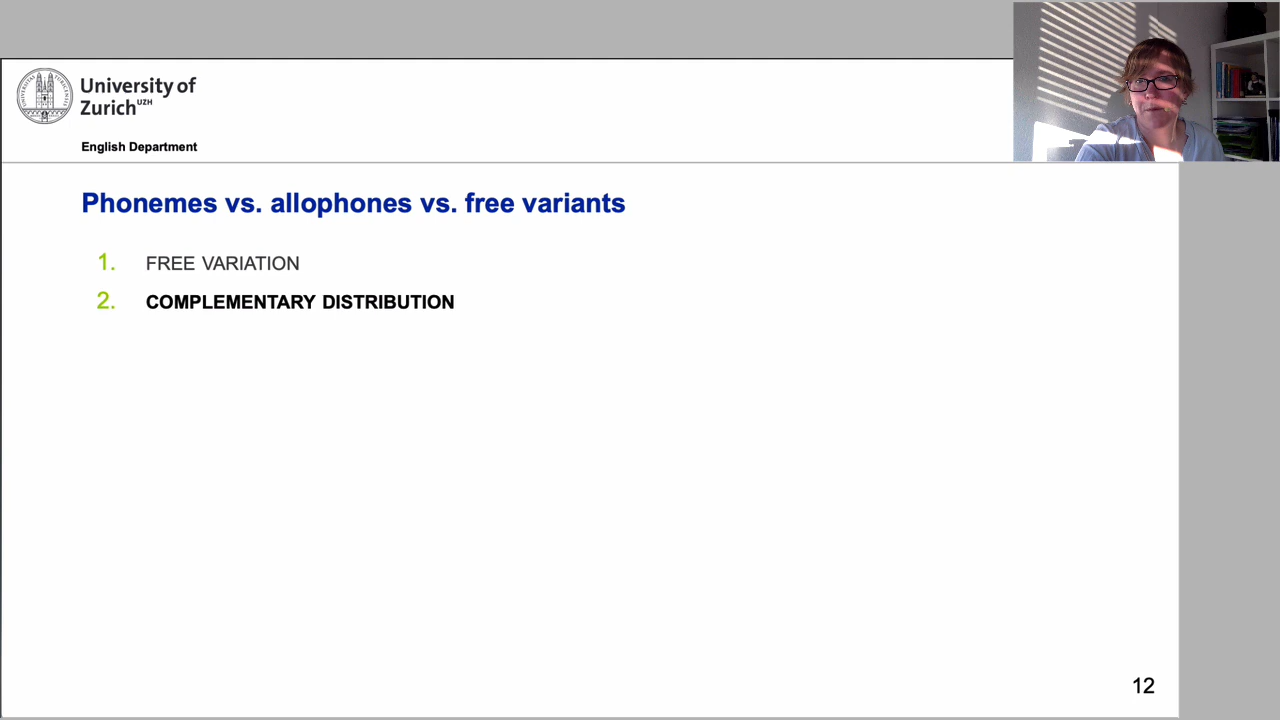 University of
Zurich UZH
English Department
Phonemes vs. allophones vs. free variants
1. FREE VARIATION
2. COMPLEMENTARY DISTRIBUTION
12